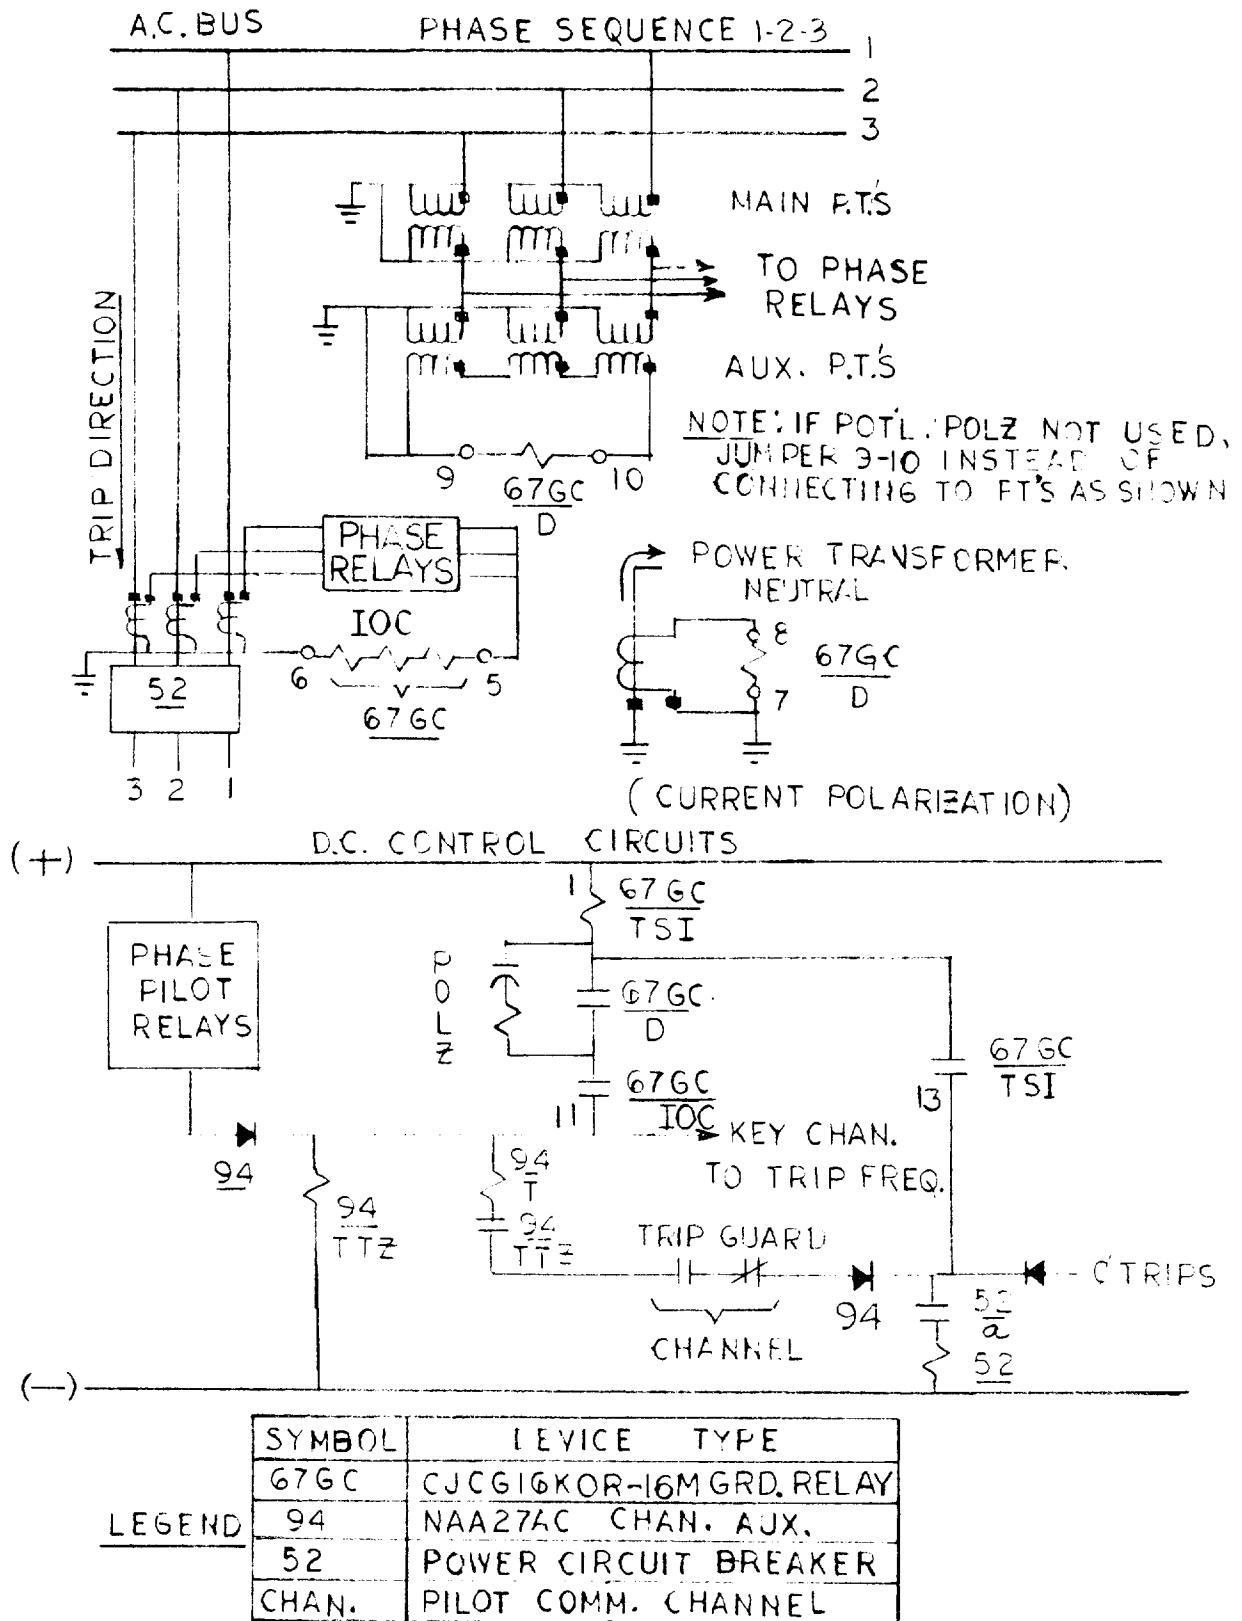 A.C. BUS
PHASE SEQUENCE 1-2-3
1
2
3
MAIN P.T.'S
TO PHASE
RELAYS
AUX. P.T.'S
TRIP DIRECTION
NOTE: IF POT'L. POLZ NOT USED,
JUMPER 9-10 INSTEAD OF
CONNECTING TO PT'S AS SHOWN
9
67GC
D
10
PHASE
RELAYS
IOC
6
5
67GC
52
3 2 1
POWER TRANSFORMER
NEUTRAL
8
67GC
D
7
(CURRENT POLARIZATION)
D.C. CONTROL CIRCUITS
(+)
1
67GC
TSI
PHASE
PILOT
RELAYS
POLZ
67GC
D
67GC
IOC
11
67GC
TSI
13
KEY CHAN.
TO TRIP FREQ.
94
94
TTZ
94
T
94
TTZ
TRIP GUARD
CHANNEL
94
C'TRIPS
52
a
52
(—)
LEGEND
SYMBOL DEVICE TYPE
67GC CJCG16KOR-16M GRD. RELAY
94 NAA27AC CHAN. AUX.
52 POWER CIRCUIT BREAKER
CHAN. PILOT COMM. CHANNEL